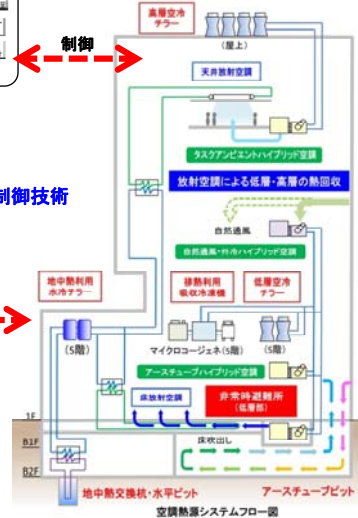 高層空冷
チラー
(屋上)
制御
天井放射空調
タスクアンビエントハイブリッド空調
制御技術
放射空調による低層・高層の熱回収
自然通風
自然通風・外冷ハイブリッド空調
地中熱利用
水冷チラー
排熱利用
吸収冷凍機
低層空冷
チラー
(5階)
マイクロコージェネ(5階)
(5階)
アースチューブハイブリッド空調
床放射空調
非常時避難所
(低層部)
1F
床吹出し
B1F
B2F
地中熱交換杭・水平ピット
アースチューブピット
空調熱源システムフロー図